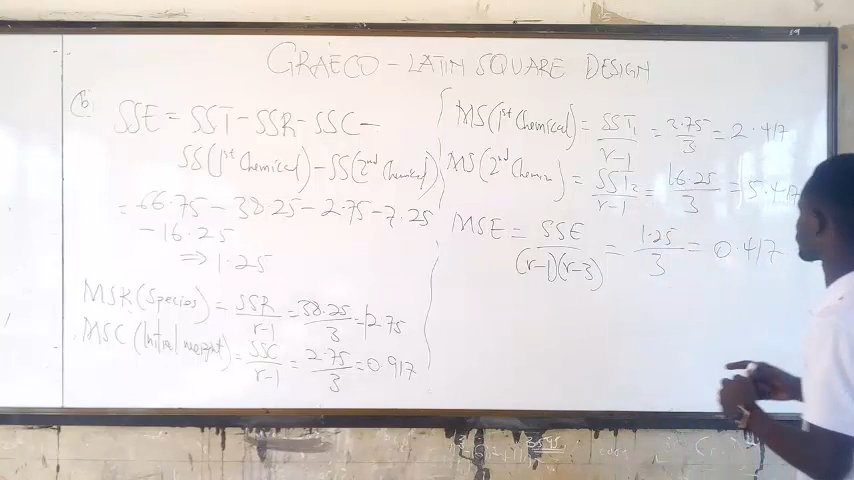 GRAECO - LATIN SQUARE DESIGN
(b) SSE = SST - SSR - SSC -
SS(1st Chemical) - SS(2nd Chemical)
= 66.75 - 38.25 - 2.75 - 7.25
- 16.25
⇒ 1.25
MSR (Species) = SSR/r-1 = 38.25/3 = 12.75
MSC (Initial weight) = SSC/r-1 = 2.75/3 = 0.917
MS(1st Chemical) = SST1/r-1 = 7.25/3 = 2.417
MS(2nd Chemical) = SST2/r-1 = 16.25/3 = 5.417
MSE = SSE/(r-1)(r-3) = 1.25/3 = 0.417